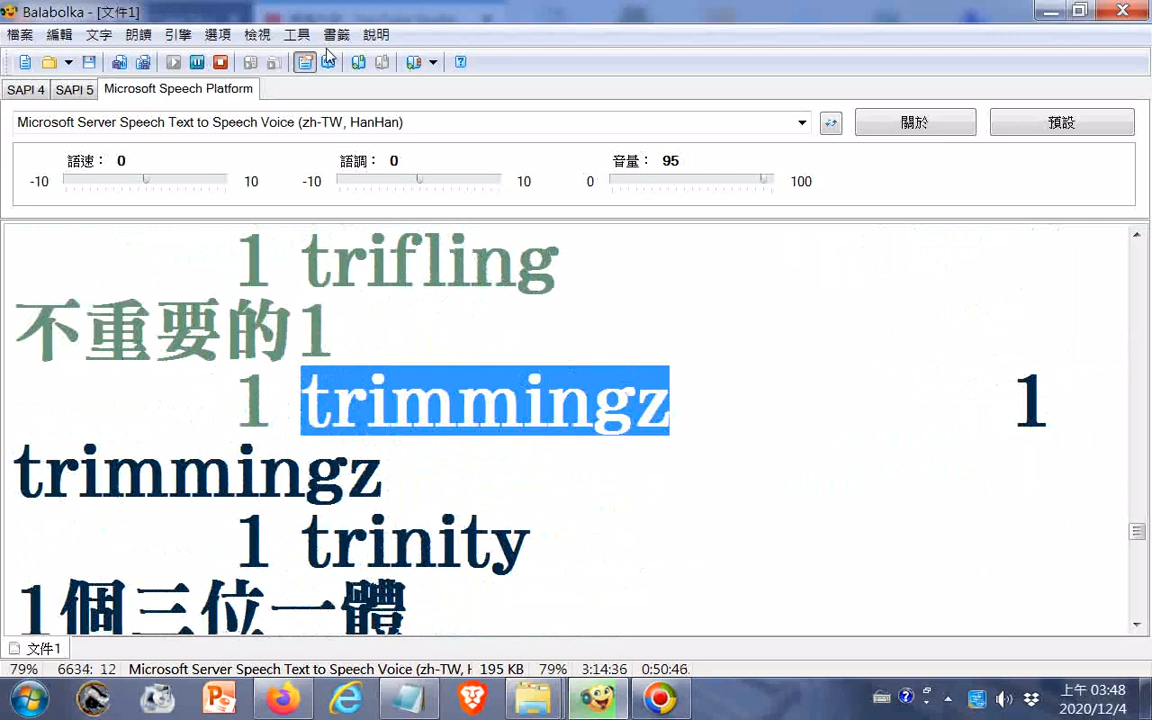 Balabolka - [文件1]
檔案 編輯 文字 朗讀 引擎 選項 檢視 工具 書籤 說明
SAPI 4 SAPI 5 Microsoft Speech Platform
Microsoft Server Speech Text to Speech Voice (zh-TW, HanHan) 關於 預設
語速： 0 語調： 0 音量： 95
-10 10 -10 10 0 100
1 trifling
不重要的1
1 trimmingz 1
trimmingz
1 trinity
1個三位一體
文件1
79% 6634: 12 Microsoft Server Speech Text to Speech Voice (zh-TW, H 195 KB 79% 3:14:36 0:50:46.
上午 03:48
2020/12/4